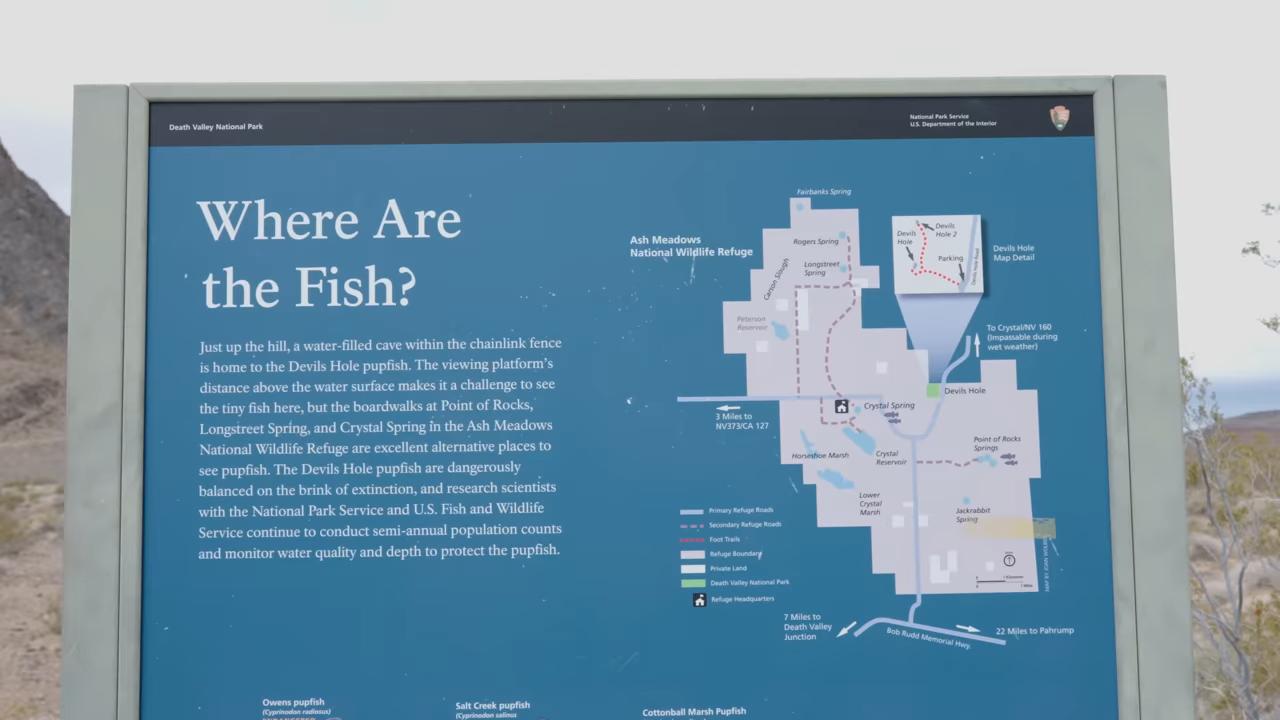 Death Valley National Park
National Park Service
U.S. Department of the Interior
Where Are
the Fish?
Just up the hill, a water-filled cave within the chainlink fence
is home to the Devils Hole pupfish. The viewing platform's
distance above the water surface makes it a challenge to see
the tiny fish here, but the boardwalks at Point of Rocks,
Longstreet Spring, and Crystal Spring in the Ash Meadows
National Wildlife Refuge are excellent alternative places to
see pupfish. The Devils Hole pupfish are dangerously
balanced on the brink of extinction, and research scientists
with the National Park Service and U.S. Fish and Wildlife
Service continue to conduct semi-annual population counts
and monitor water quality and depth to protect the pupfish.
Ash Meadows
National Wildlife Refuge
Fairbanks Spring
Rogers Spring
Longstreet
Spring
Carson Slough
Peterson
Reservoir
Devils
Hole
Devils
Hole 2
Parking
Devils Hole Road
Devils Hole
Map Detail
To Crystal/NV 160
(Impassable during
wet weather)
Devils Hole
3 Miles to
NV373/CA 127
Crystal Spring
Horseshoe Marsh
Crystal
Reservoir
Point of Rocks
Springs
Lower
Crystal
Marsh
Jackrabbit
Spring
Primary Refuge Roads
Secondary Refuge Roads
Foot Trails
Refuge Boundary
Private Land
Death Valley National Park
Refuge Headquarters
7 Miles to
Death Valley
Junction
Bob Rudd Memorial Hwy.
22 Miles to Pahrump
Owens pupfish
(Cyprinodon radiosus)
Salt Creek pupfish
(Cyprinodon salinus
Cottonball Marsh Pupfish